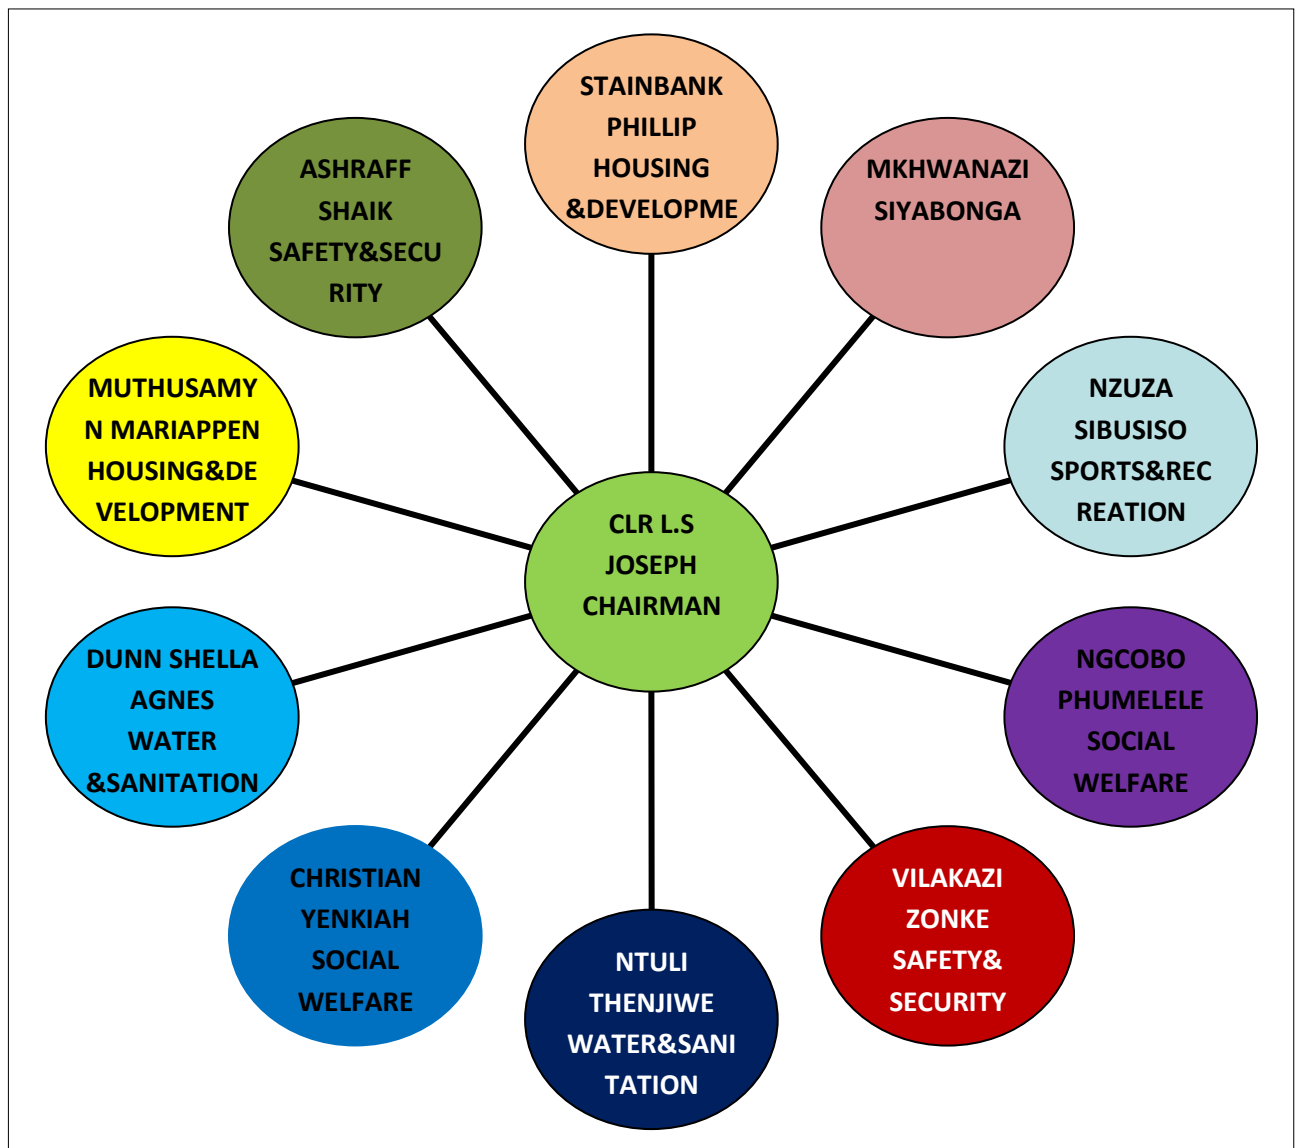 STAINBANK
PHILLIP
HOUSING
&DEVELOPME
MKHWANAZI
SIYABONGA
NZUZA
SIBUSISO
SPORTS&REC
REATION
NGCOBO
PHUMELELE
SOCIAL
WELFARE
VILAKAZI
ZONKE
SAFETY&
SECURITY
NTULI
THENJIWE
WATER&SANI
TATION
CHRISTIAN
YENKIAH
SOCIAL
WELFARE
DUNN SHELLA
AGNES
WATER
&SANITATION
MUTHUSAMY
N MARIAPPEN
HOUSING&DE
VELOPMENT
ASHRAFF
SHAIK
SAFETY&SECU
RITY
CLR L.S
JOSEPH
CHAIRMAN